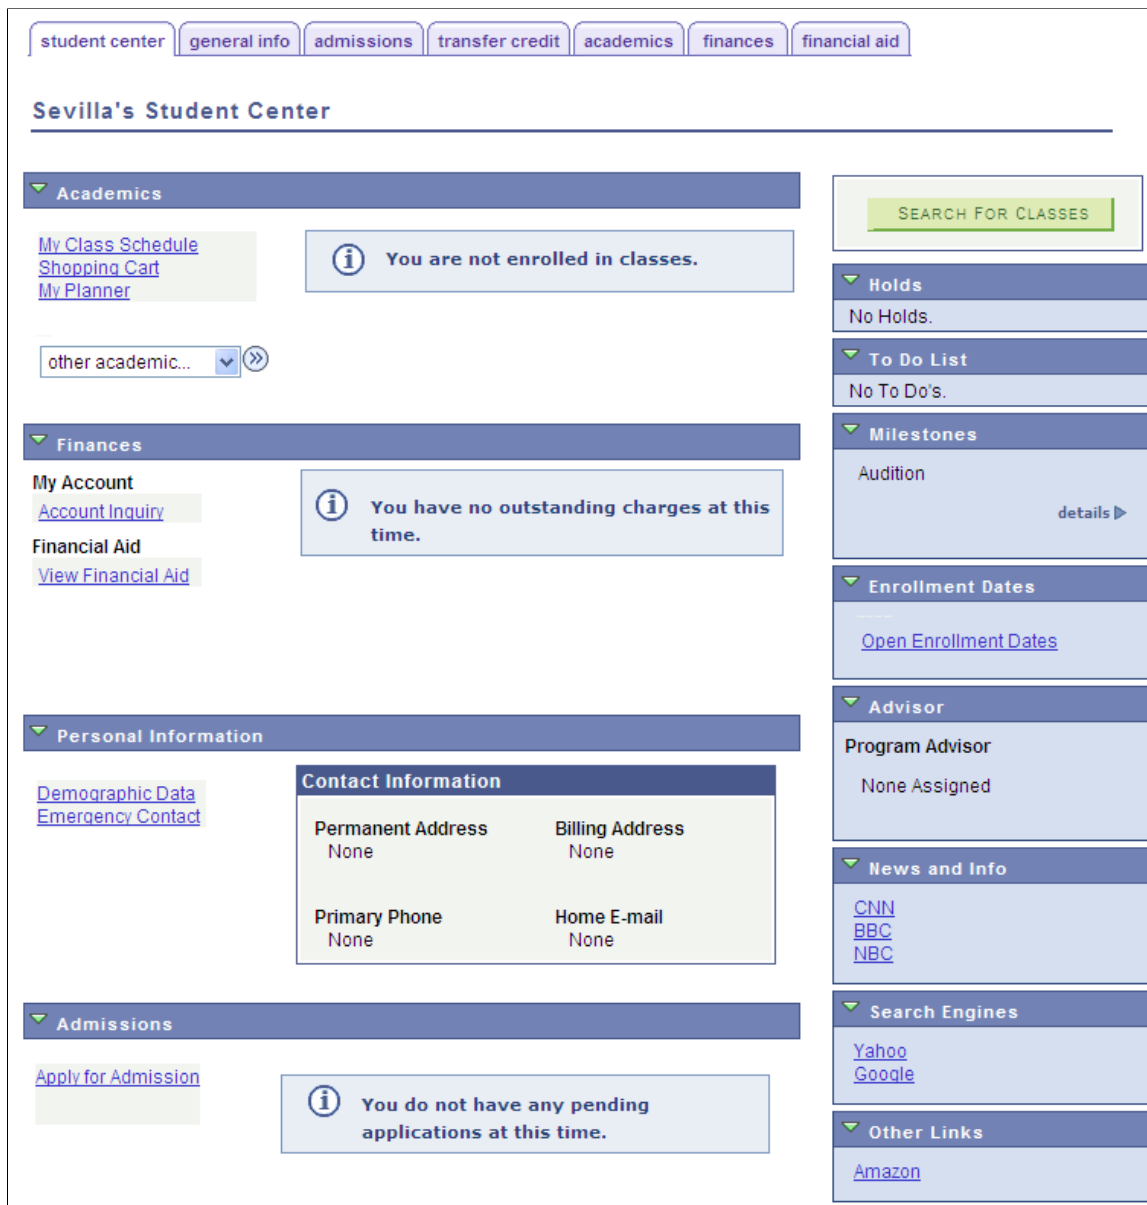 student center
general info
admissions
transfer credit
academics
finances
financial aid
Sevilla's Student Center
Academics
My Class Schedule
Shopping Cart
My Planner
You are not enrolled in classes.
other academic...
Finances
My Account
Account Inquiry
Financial Aid
View Financial Aid
You have no outstanding charges at this
time.
Personal Information
Demographic Data
Emergency Contact
Contact Information
Permanent Address
None
Billing Address
None
Primary Phone
None
Home E-mail
None
Admissions
Apply for Admission
You do not have any pending
applications at this time.
SEARCH FOR CLASSES
Holds
No Holds.
To Do List
No To Do's.
Milestones
Audition
details
Enrollment Dates
Open Enrollment Dates
Advisor
Program Advisor
None Assigned
News and Info
CNN
BBC
NBC
Search Engines
Yahoo
Google
Other Links
Amazon